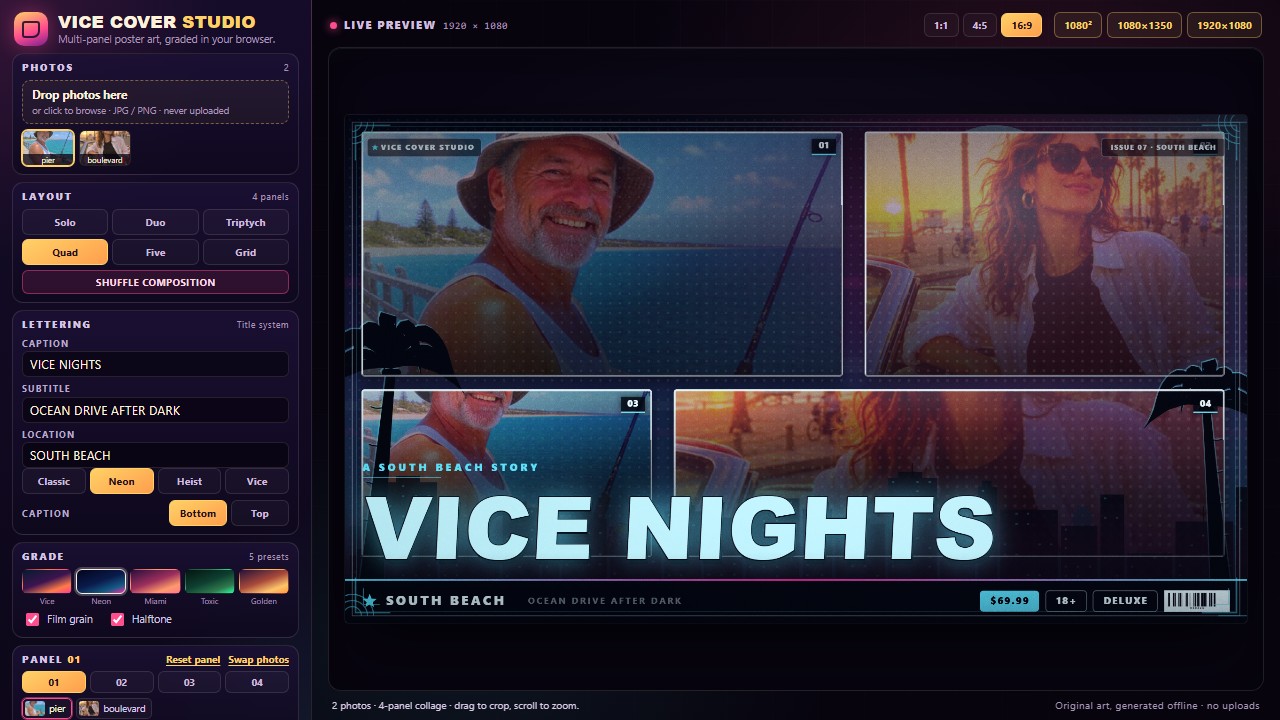 VICE COVER STUDIO
Multi-panel poster art, graded in your browser.
PHOTOS 2
Drop photos here
or click to browse · JPG / PNG · never uploaded
pier boulevard
LAYOUT 4 panels
Solo Duo Triptych
Quad Five Grid
SHUFFLE COMPOSITION
LETTERING Title system
CAPTION
VICE NIGHTS
SUBTITLE
OCEAN DRIVE AFTER DARK
LOCATION
SOUTH BEACH
Classic Neon Heist Vice
CAPTION Bottom Top
GRADE 5 presets
Vice Neon Miami Toxic Golden
Film grain Halftone
PANEL 01 Reset panel Swap photos
01 02 03 04
pier boulevard
LIVE PREVIEW 1920 × 1080
1:1 4:5 16:9 1080² 1080×1350 1920×1080
★ VICE COVER STUDIO 01 ISSUE 07 · SOUTH BEACH
03 04
A SOUTH BEACH STORY
VICE NIGHTS
★ SOUTH BEACH OCEAN DRIVE AFTER DARK $69.99 18+ DELUXE
2 photos · 4-panel collage · drag to crop, scroll to zoom.
Original art, generated offline · no uploads